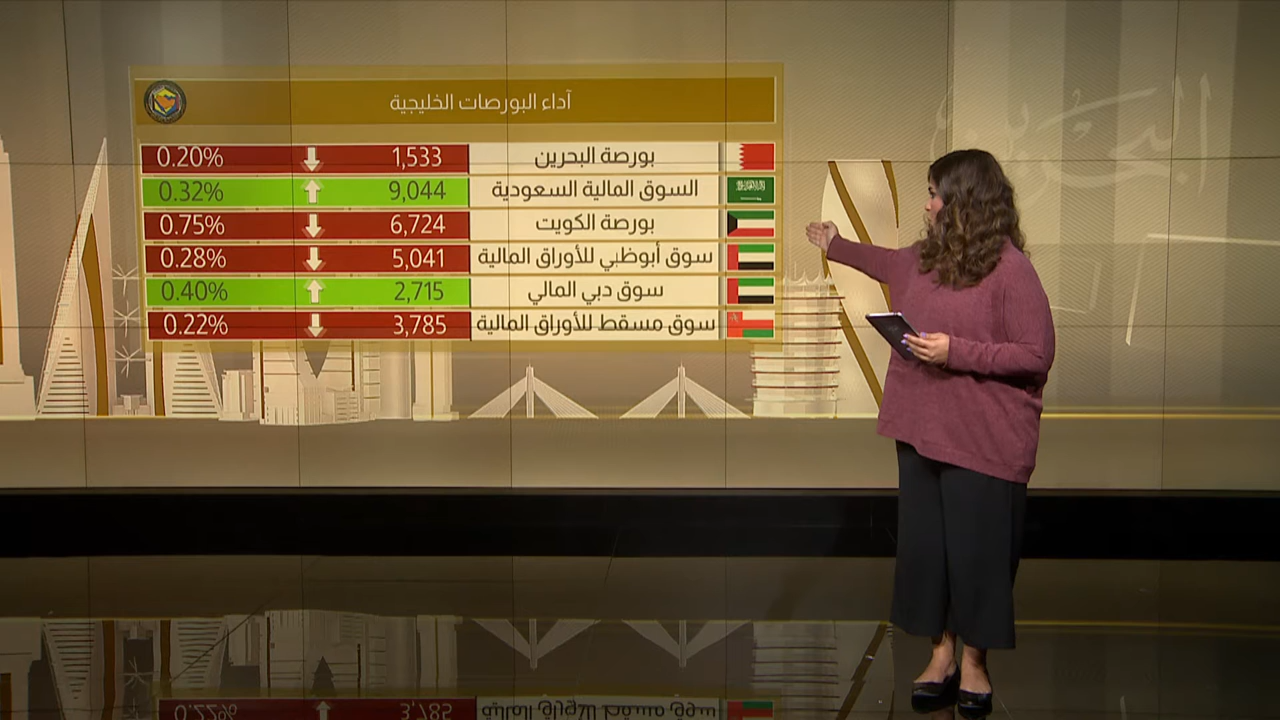 آداء البورصات الخليجية
بورصة البحرين 1,533 0.20%
السوق المالية السعودية 9,044 0.32%
بورصة الكويت 6,724 0.75%
سوق أبوظبي للأوراق المالية 5,041 0.28%
سوق دبي المالي 2,715 0.40%
سوق مسقط للأوراق المالية 3,785 0.22%
البحرين